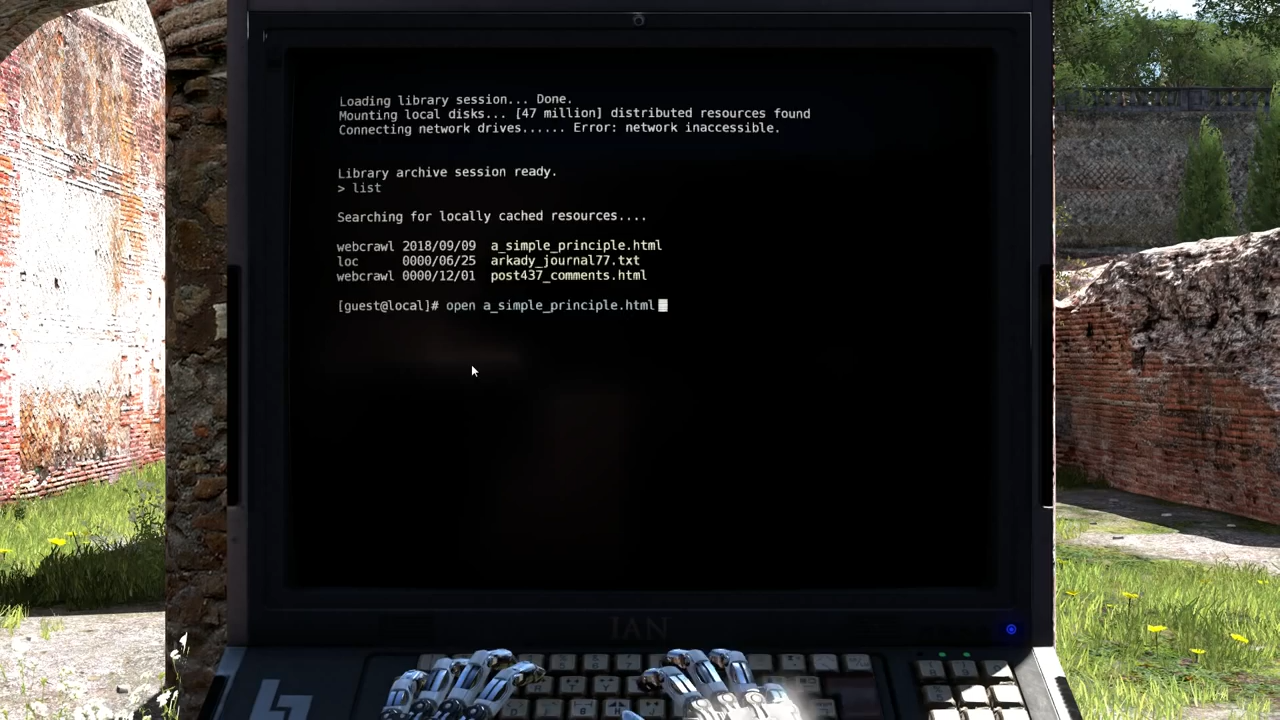 Loading library session... Done.
Mounting local disks... [47 million] distributed resources found
Connecting network drives...... Error: network inaccessible.
Library archive session ready.
> list
Searching for locally cached resources....
webcrawl 2018/09/09 a_simple_principle.html
loc 0000/06/25 arkady_journal77.txt
webcrawl 0000/12/01 post437_comments.html
[guest@local]# open a_simple_principle.html
IAN